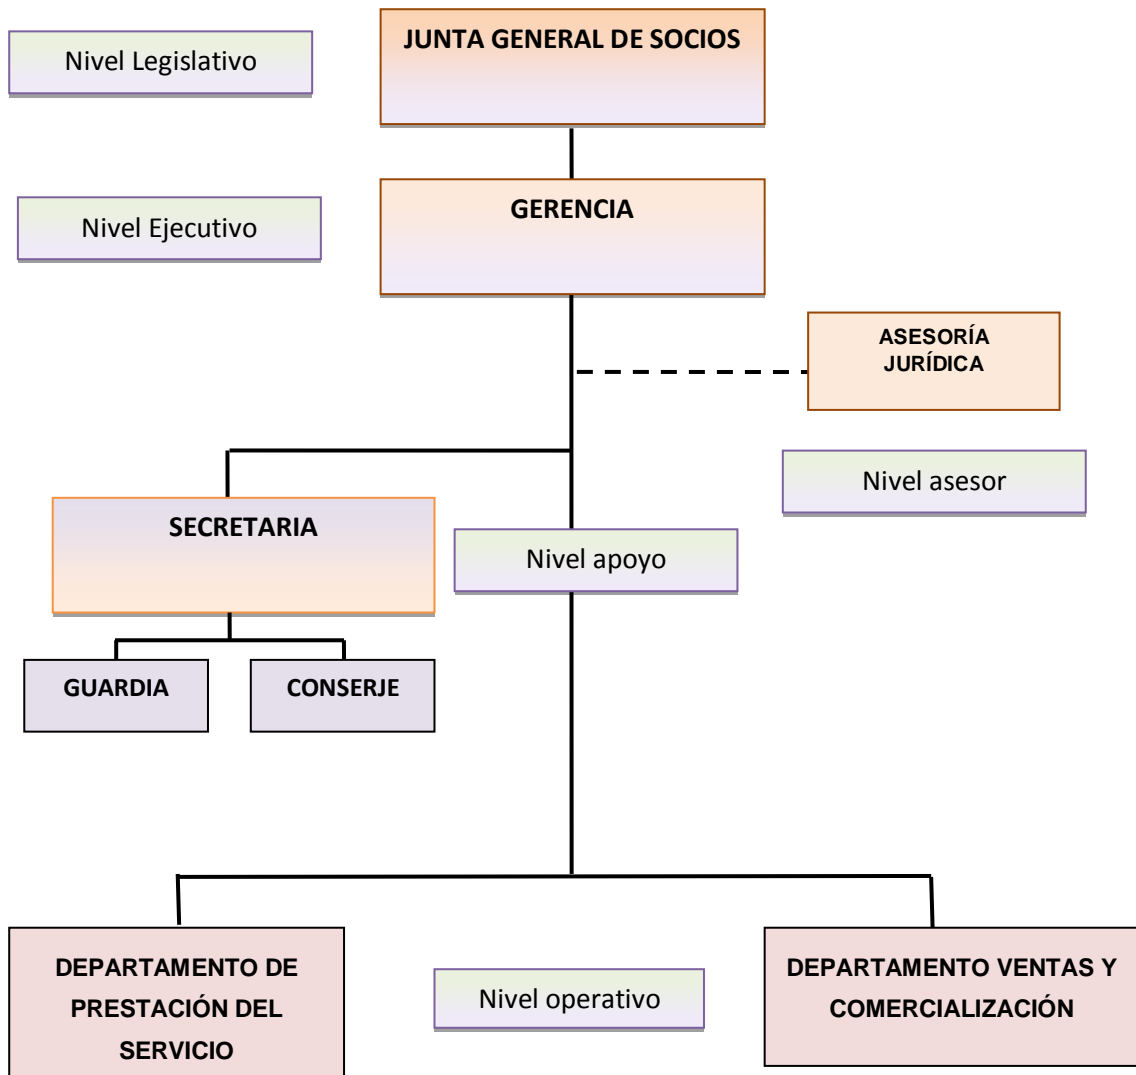 JUNTA GENERAL DE SOCIOS
Nivel Legislativo
GERENCIA
Nivel Ejecutivo
ASESORÍA
JURÍDICA
Nivel asesor
SECRETARIA
Nivel apoyo
GUARDIA
CONSERJE
DEPARTAMENTO DE
PRESTACIÓN DEL
SERVICIO
Nivel operativo
DEPARTAMENTO VENTAS Y
COMERCIALIZACIÓN